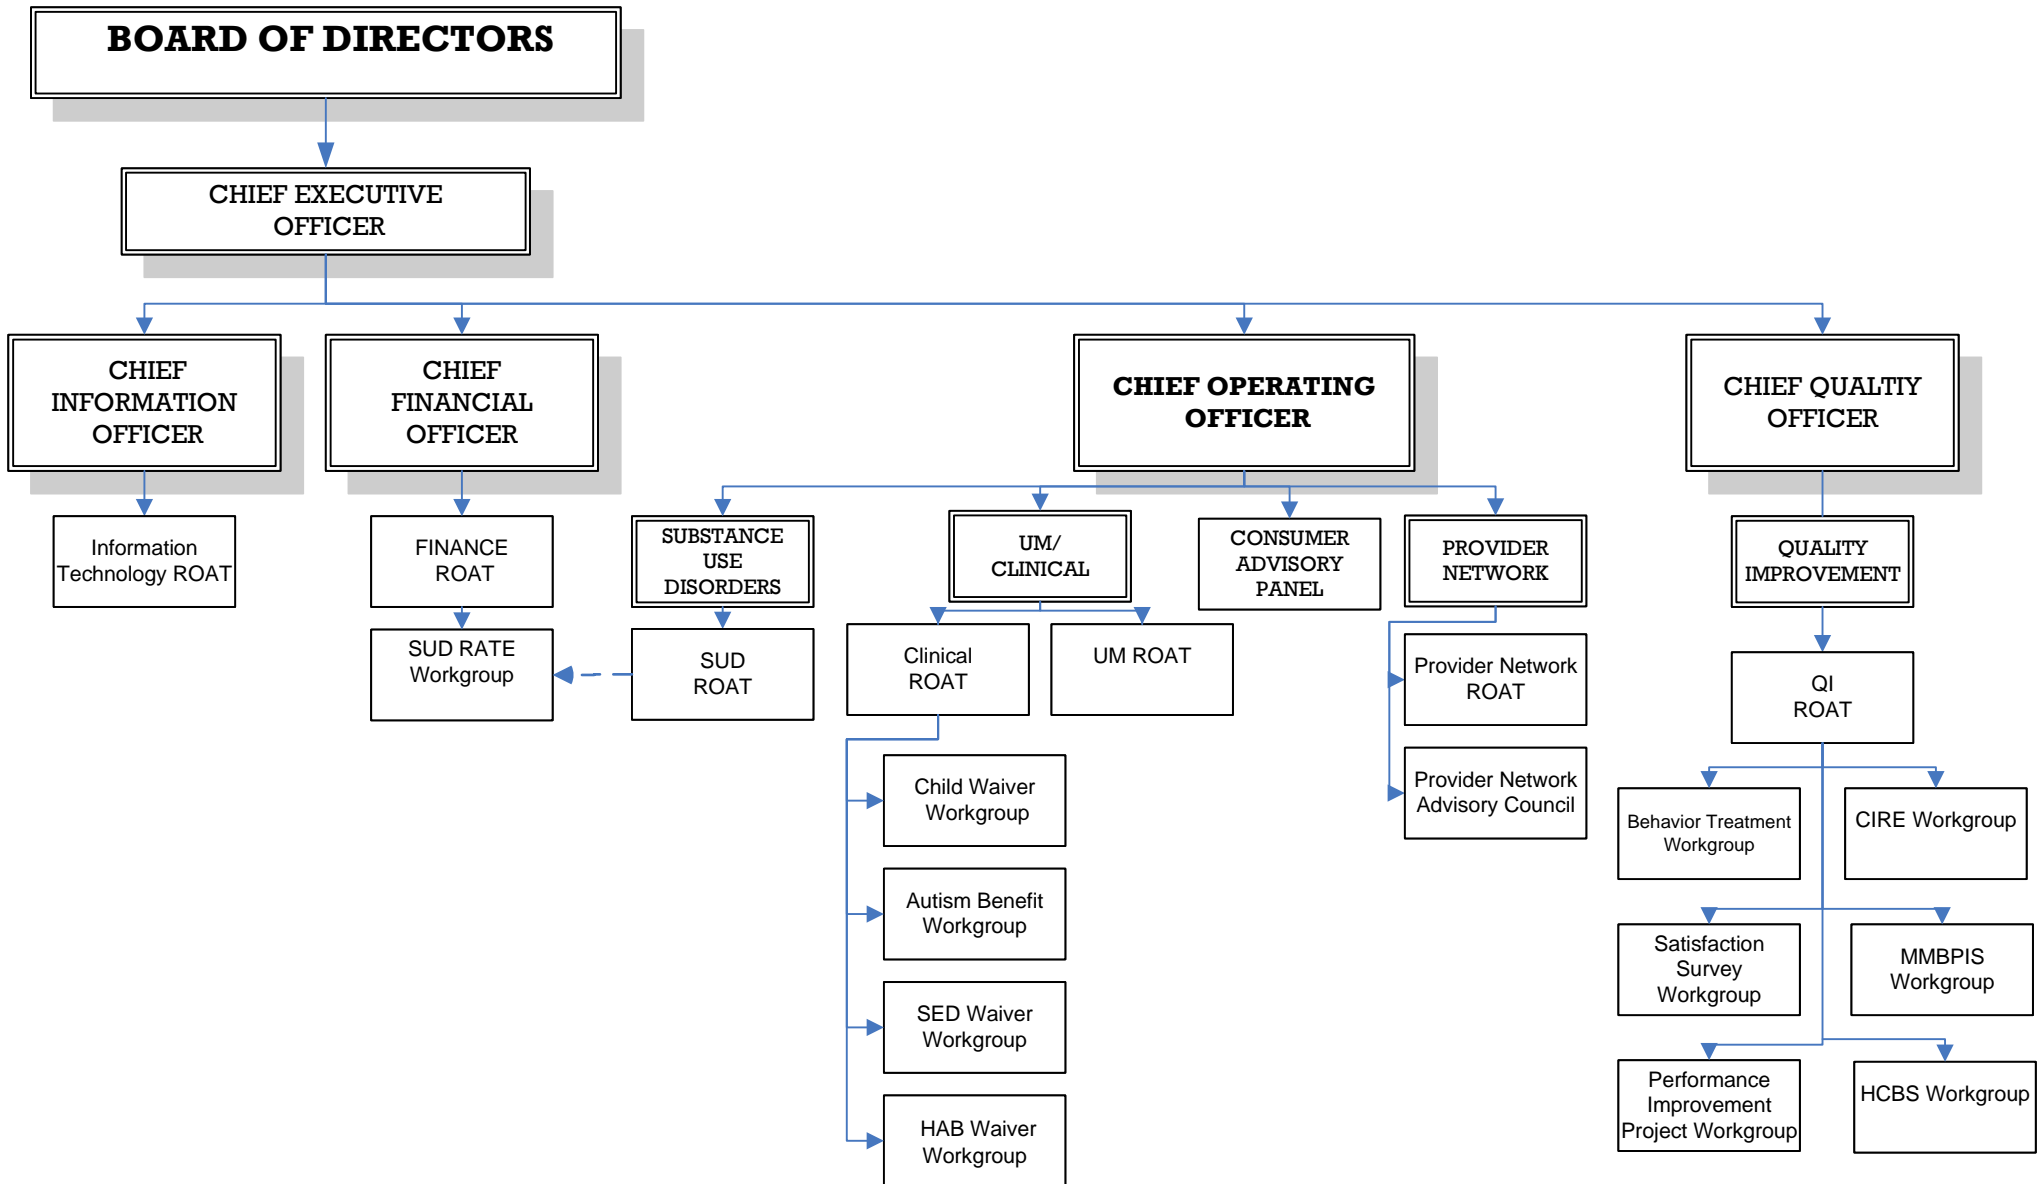 BOARD OF DIRECTORS
CHIEF EXECUTIVE
OFFICER
CHIEF
INFORMATION
OFFICER
CHIEF
FINANCIAL
OFFICER
CHIEF OPERATING
OFFICER
CHIEF QUALTIY
OFFICER
Information
Technology ROAT
FINANCE
ROAT
SUBSTANCE
USE
DISORDERS
UM/
CLINICAL
CONSUMER
ADVISORY
PANEL
PROVIDER
NETWORK
QUALITY
IMPROVEMENT
SUD RATE
Workgroup
SUD
ROAT
Clinical
ROAT
UM ROAT
Provider Network
ROAT
QI
ROAT
Child Waiver
Workgroup
Provider Network
Advisory Council
Behavior Treatment
Workgroup
CIRE Workgroup
Autism Benefit
Workgroup
Satisfaction
Survey
Workgroup
MMBPIS
Workgroup
SED Waiver
Workgroup
Performance
Improvement
Project Workgroup
HCBS Workgroup
HAB Waiver
Workgroup